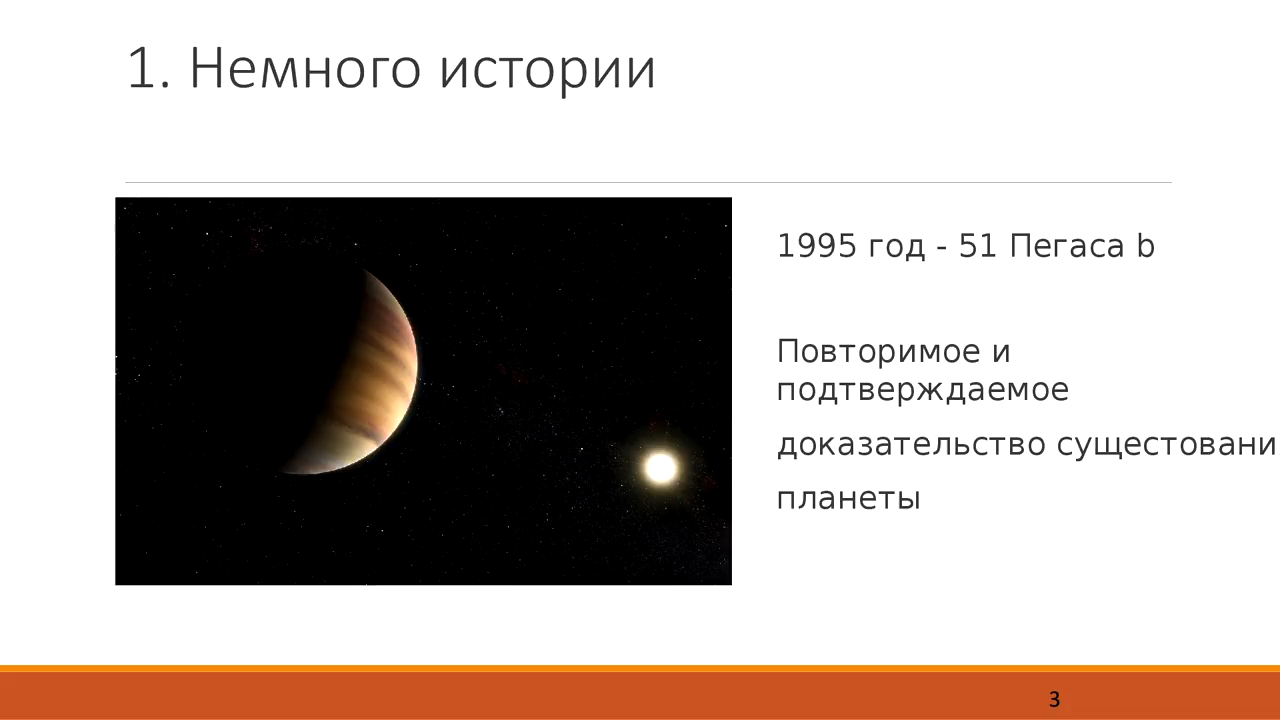 1. Немного истории
1995 год - 51 Пегаса b
Повторимое и
подтверждаемое
доказательство сущестовани
планеты
3